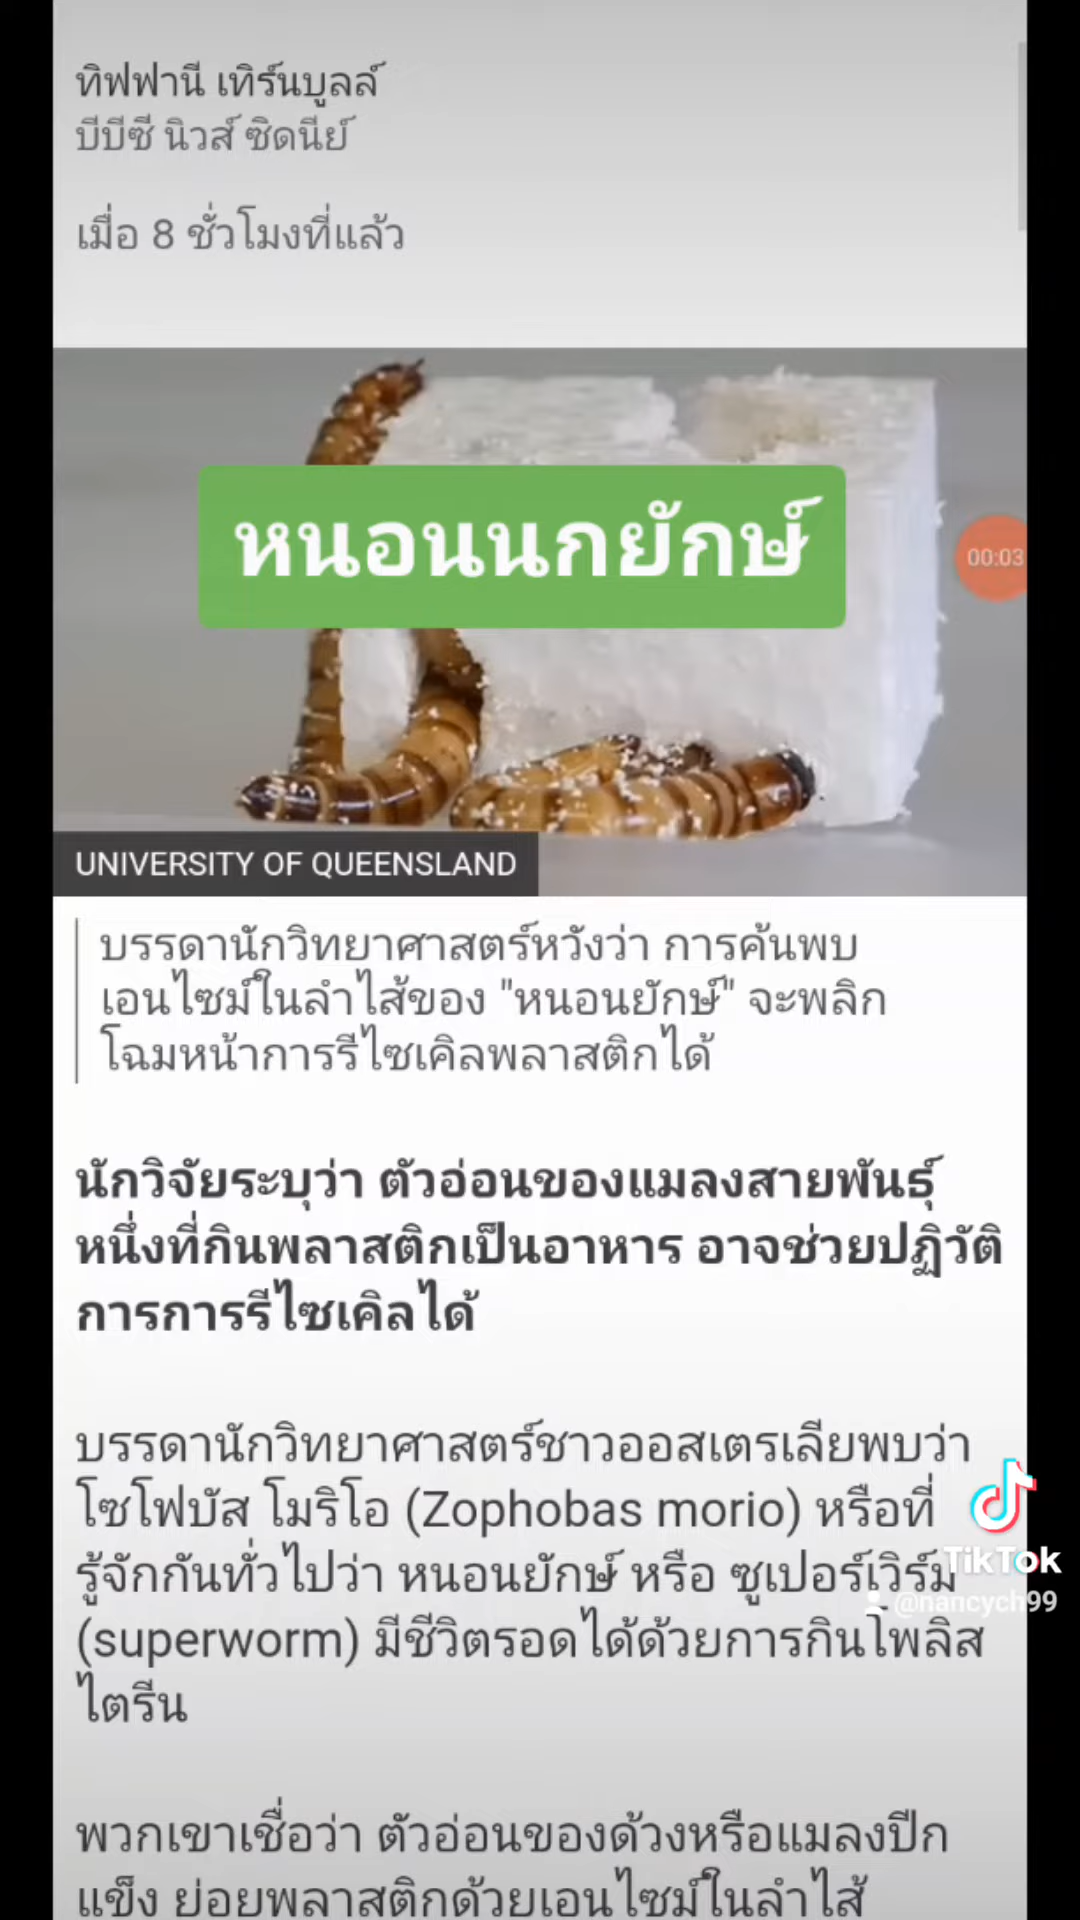 ทิฟฟานี เทิร์นบูลล์
บีบีซี นิวส์ ซิดนีย์
เมื่อ 8 ชั่วโมงที่แล้ว
หนอนนกยักษ์
00:03
UNIVERSITY OF QUEENSLAND
บรรดานักวิทยาศาสตร์หวังว่า การค้นพบ
เอนไซม์ในลำไส้ของ "หนอนยักษ์" จะพลิก
โฉมหน้าการรีไซเคิลพลาสติกได้
นักวิจัยระบุว่า ตัวอ่อนของแมลงสายพันธุ์
หนึ่งที่กินพลาสติกเป็นอาหาร อาจช่วยปฏิวัติ
การการรีไซเคิลได้
บรรดานักวิทยาศาสตร์ชาวออสเตรเลียพบว่า
โซโฟบัส โมริโอ (Zophobas morio) หรือที่
รู้จักกันทั่วไปว่า หนอนยักษ์ หรือ ซูเปอร์เวิร์ม
(superworm) มีชีวิตรอดได้ด้วยการกินโพลิส
ไตรีน
TikTok
@nancych99
พวกเขาเชื่อว่า ตัวอ่อนของด้วงหรือแมลงปีก
แข็ง ย่อยพลาสติกด้วยเอนไซม์ในลำไส้